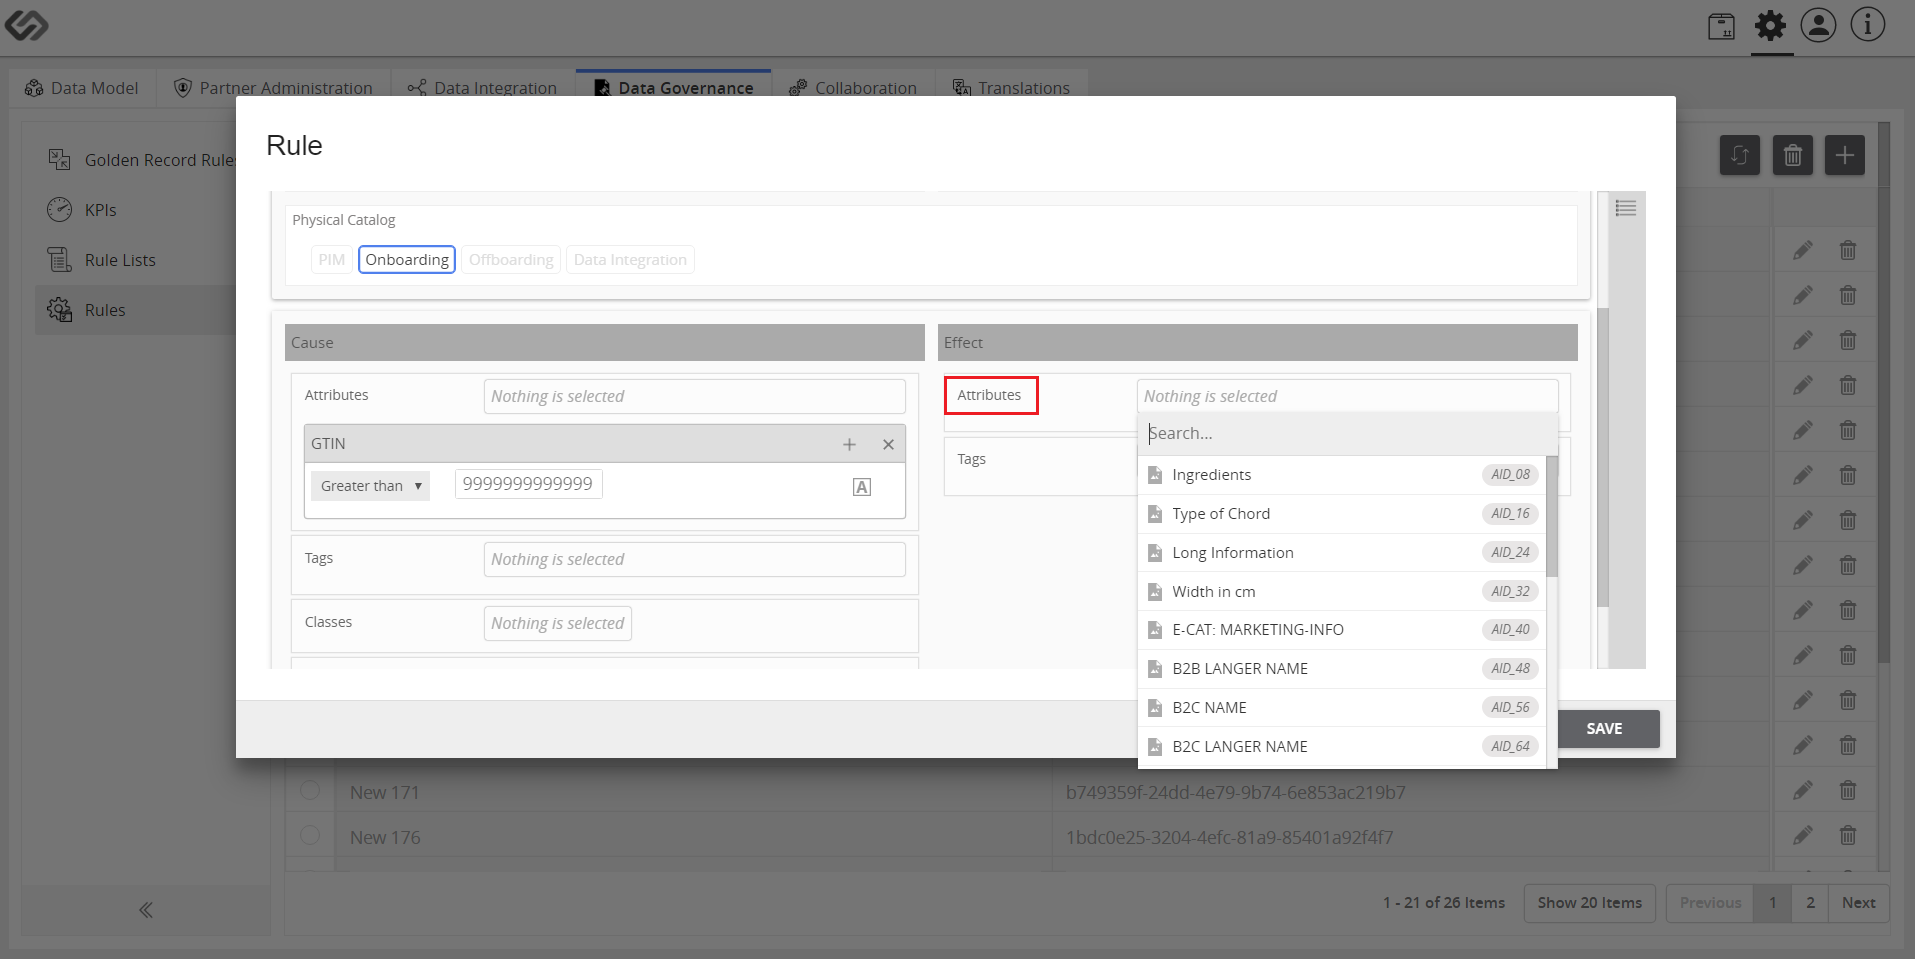 Data Model
Partner Administration
Data Integration
Data Governance
Collaboration
Translations
Golden Record Rule
KPIs
Rule Lists
Rules
Rule
Physical Catalog
PIM
Onboarding
Offboarding
Data Integration
Cause
Attributes
Nothing is selected
GTIN
Greater than
9999999999999
A
Tags
Nothing is selected
Classes
Nothing is selected
Effect
Attributes
Nothing is selected
Tags
Search...
Ingredients AID_08
Type of Chord AID_16
Long Information AID_24
Width in cm AID_32
E-CAT: MARKETING-INFO AID_40
B2B LANGER NAME AID_48
B2C NAME AID_56
B2C LANGER NAME AID_64
SAVE
New 171 b749359f-24dd-4e79-9b74-6e853ac219b7
New 176 1bdc0e25-3204-4efc-81a9-85401a92f4f7
1 - 21 of 26 Items
Show 20 Items
Previous 1 2 Next